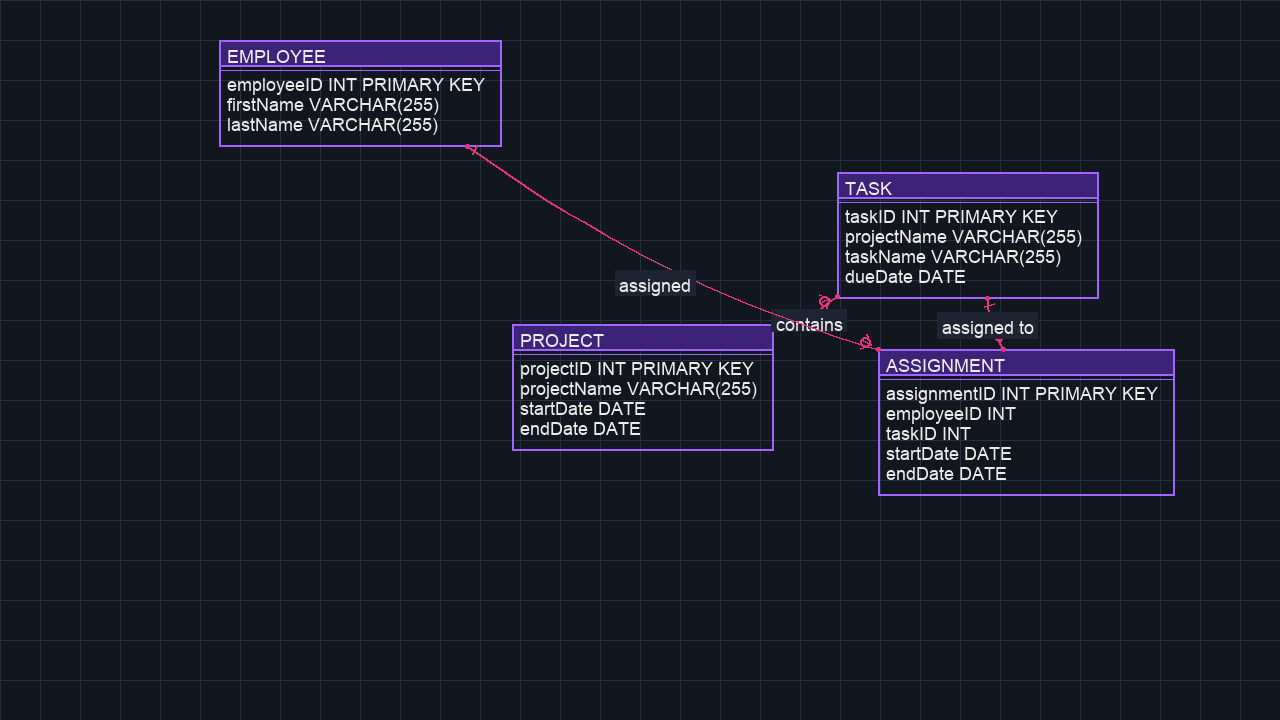 EMPLOYEE
employeeID INT PRIMARY KEY
firstName VARCHAR(255)
lastName VARCHAR(255)
TASK
taskID INT PRIMARY KEY
projectName VARCHAR(255)
taskName VARCHAR(255)
dueDate DATE
assigned
contains
assigned to
PROJECT
projectID INT PRIMARY KEY
projectName VARCHAR(255)
startDate DATE
endDate DATE
ASSIGNMENT
assignmentID INT PRIMARY KEY
employeeID INT
taskID INT
startDate DATE
endDate DATE